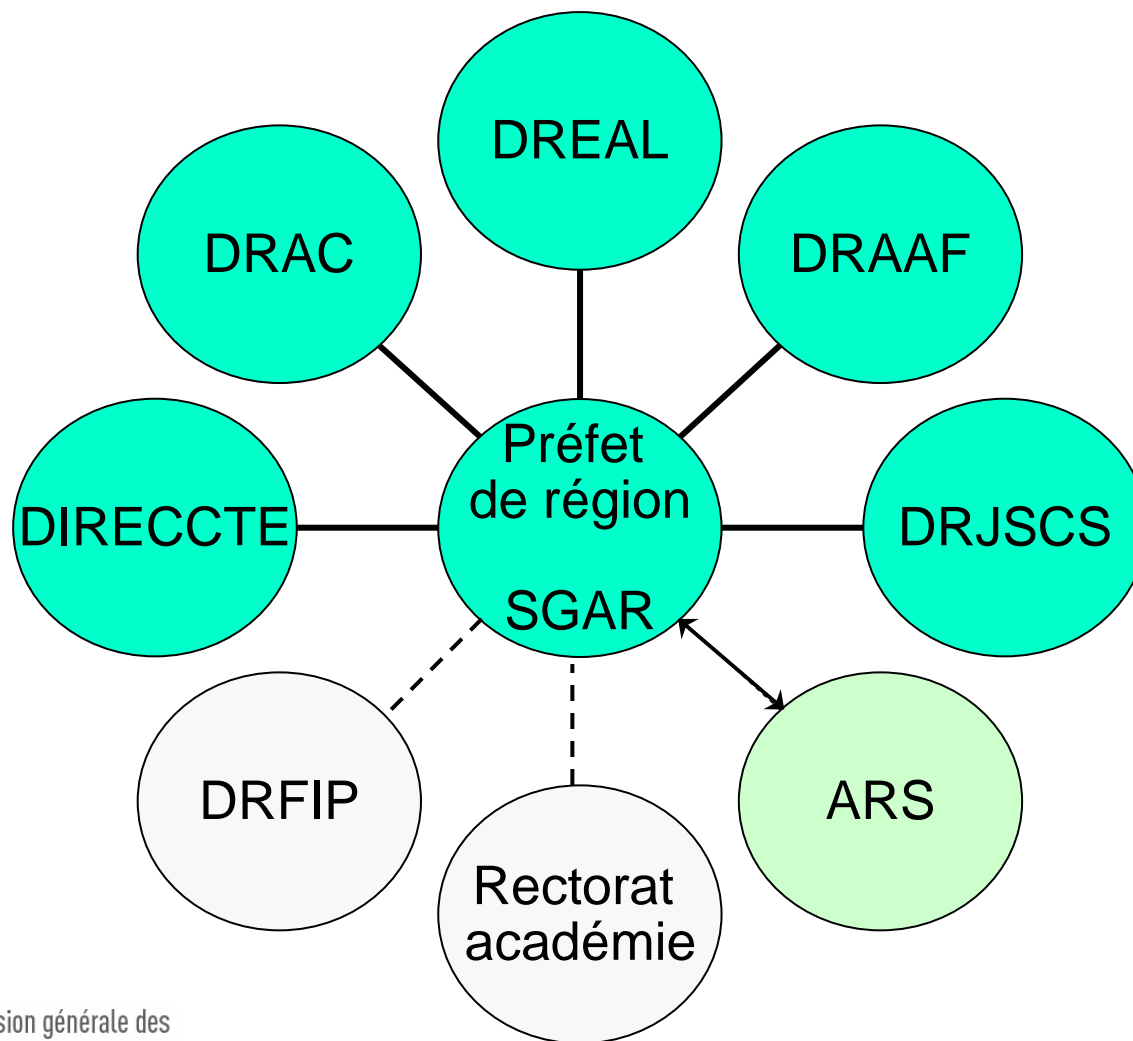 DREAL
DRAC
DRAAF
Préfet
de région
SGAR
DIRECCTE
DRJSCS
DRFIP
ARS
Rectorat
académie
sion générale des